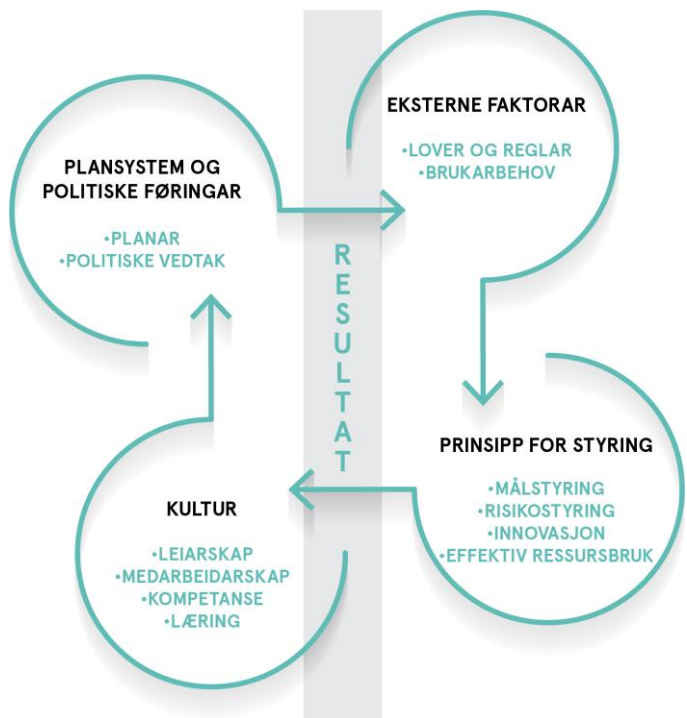 PLANSYSTEM OG
POLITISKE FØRINGAR
•PLANAR
•POLITISKE VEDTAK
EKSTERNE FAKTORAR
•LOVER OG REGLAR
•BRUKARBEHOV
RESULTAT
PRINSIPP FOR STYRING
•MÅLSTYRING
•RISIKOSTYRING
•INNOVASJON
•EFFEKTIV RESSURSBRUK
KULTUR
•LEIARSKAP
•MEDARBEIDARSKAP
•KOMPETANSE
•LÆRING